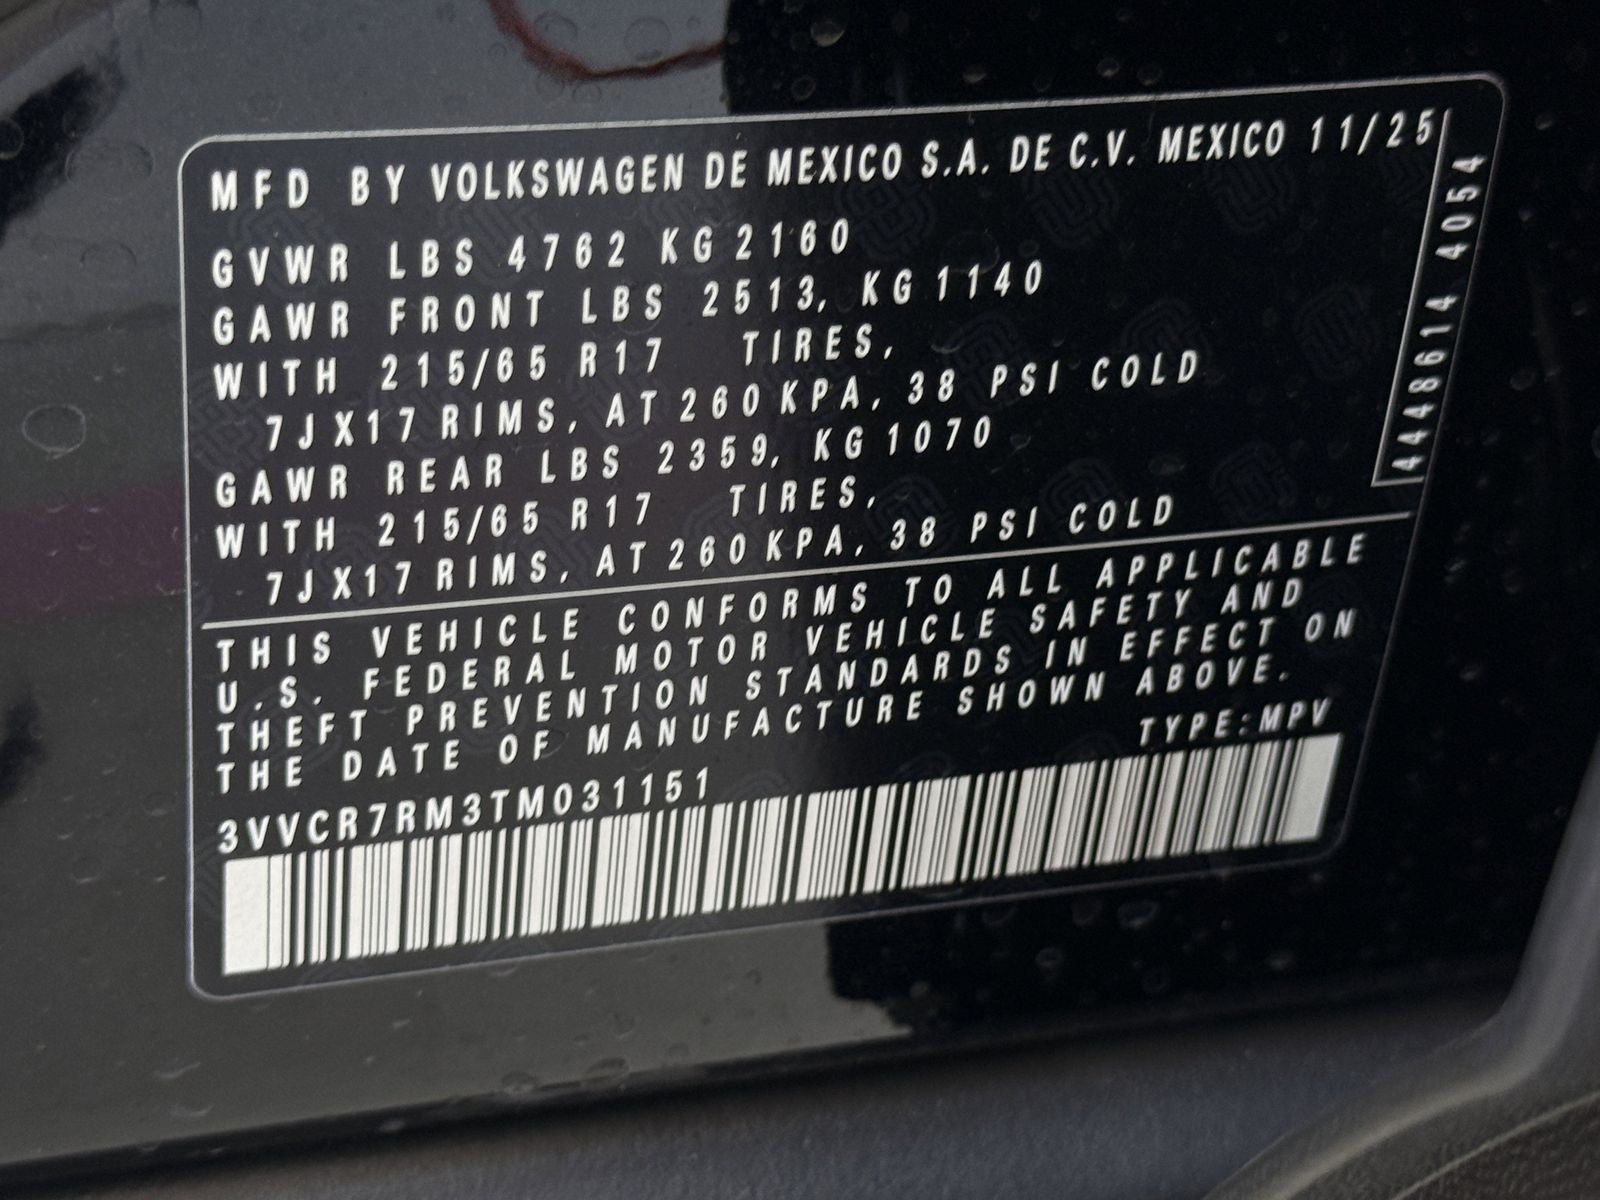 MFD BY VOLKSWAGEN DE MEXICO S.A. DE C.V. MEXICO 11/25
GVWR LBS 4762 KG 2160
GAWR FRONT LBS 2513, KG 1140
WITH 215/65 R17 TIRES,
7JX17 RIMS, AT 260 KPA, 38 PSI COLD
GAWR REAR LBS 2359, KG 1070
WITH 215/65 R17 TIRES,
7JX17 RIMS, AT 260 KPA, 38 PSI COLD
4448614 4054
THIS VEHICLE CONFORMS TO ALL APPLICABLE
U.S. FEDERAL MOTOR VEHICLE SAFETY AND
THEFT PREVENTION STANDARDS IN EFFECT ON
THE DATE OF MANUFACTURE SHOWN ABOVE.
TYPE:MPV
3VVCR7RM3TM031151